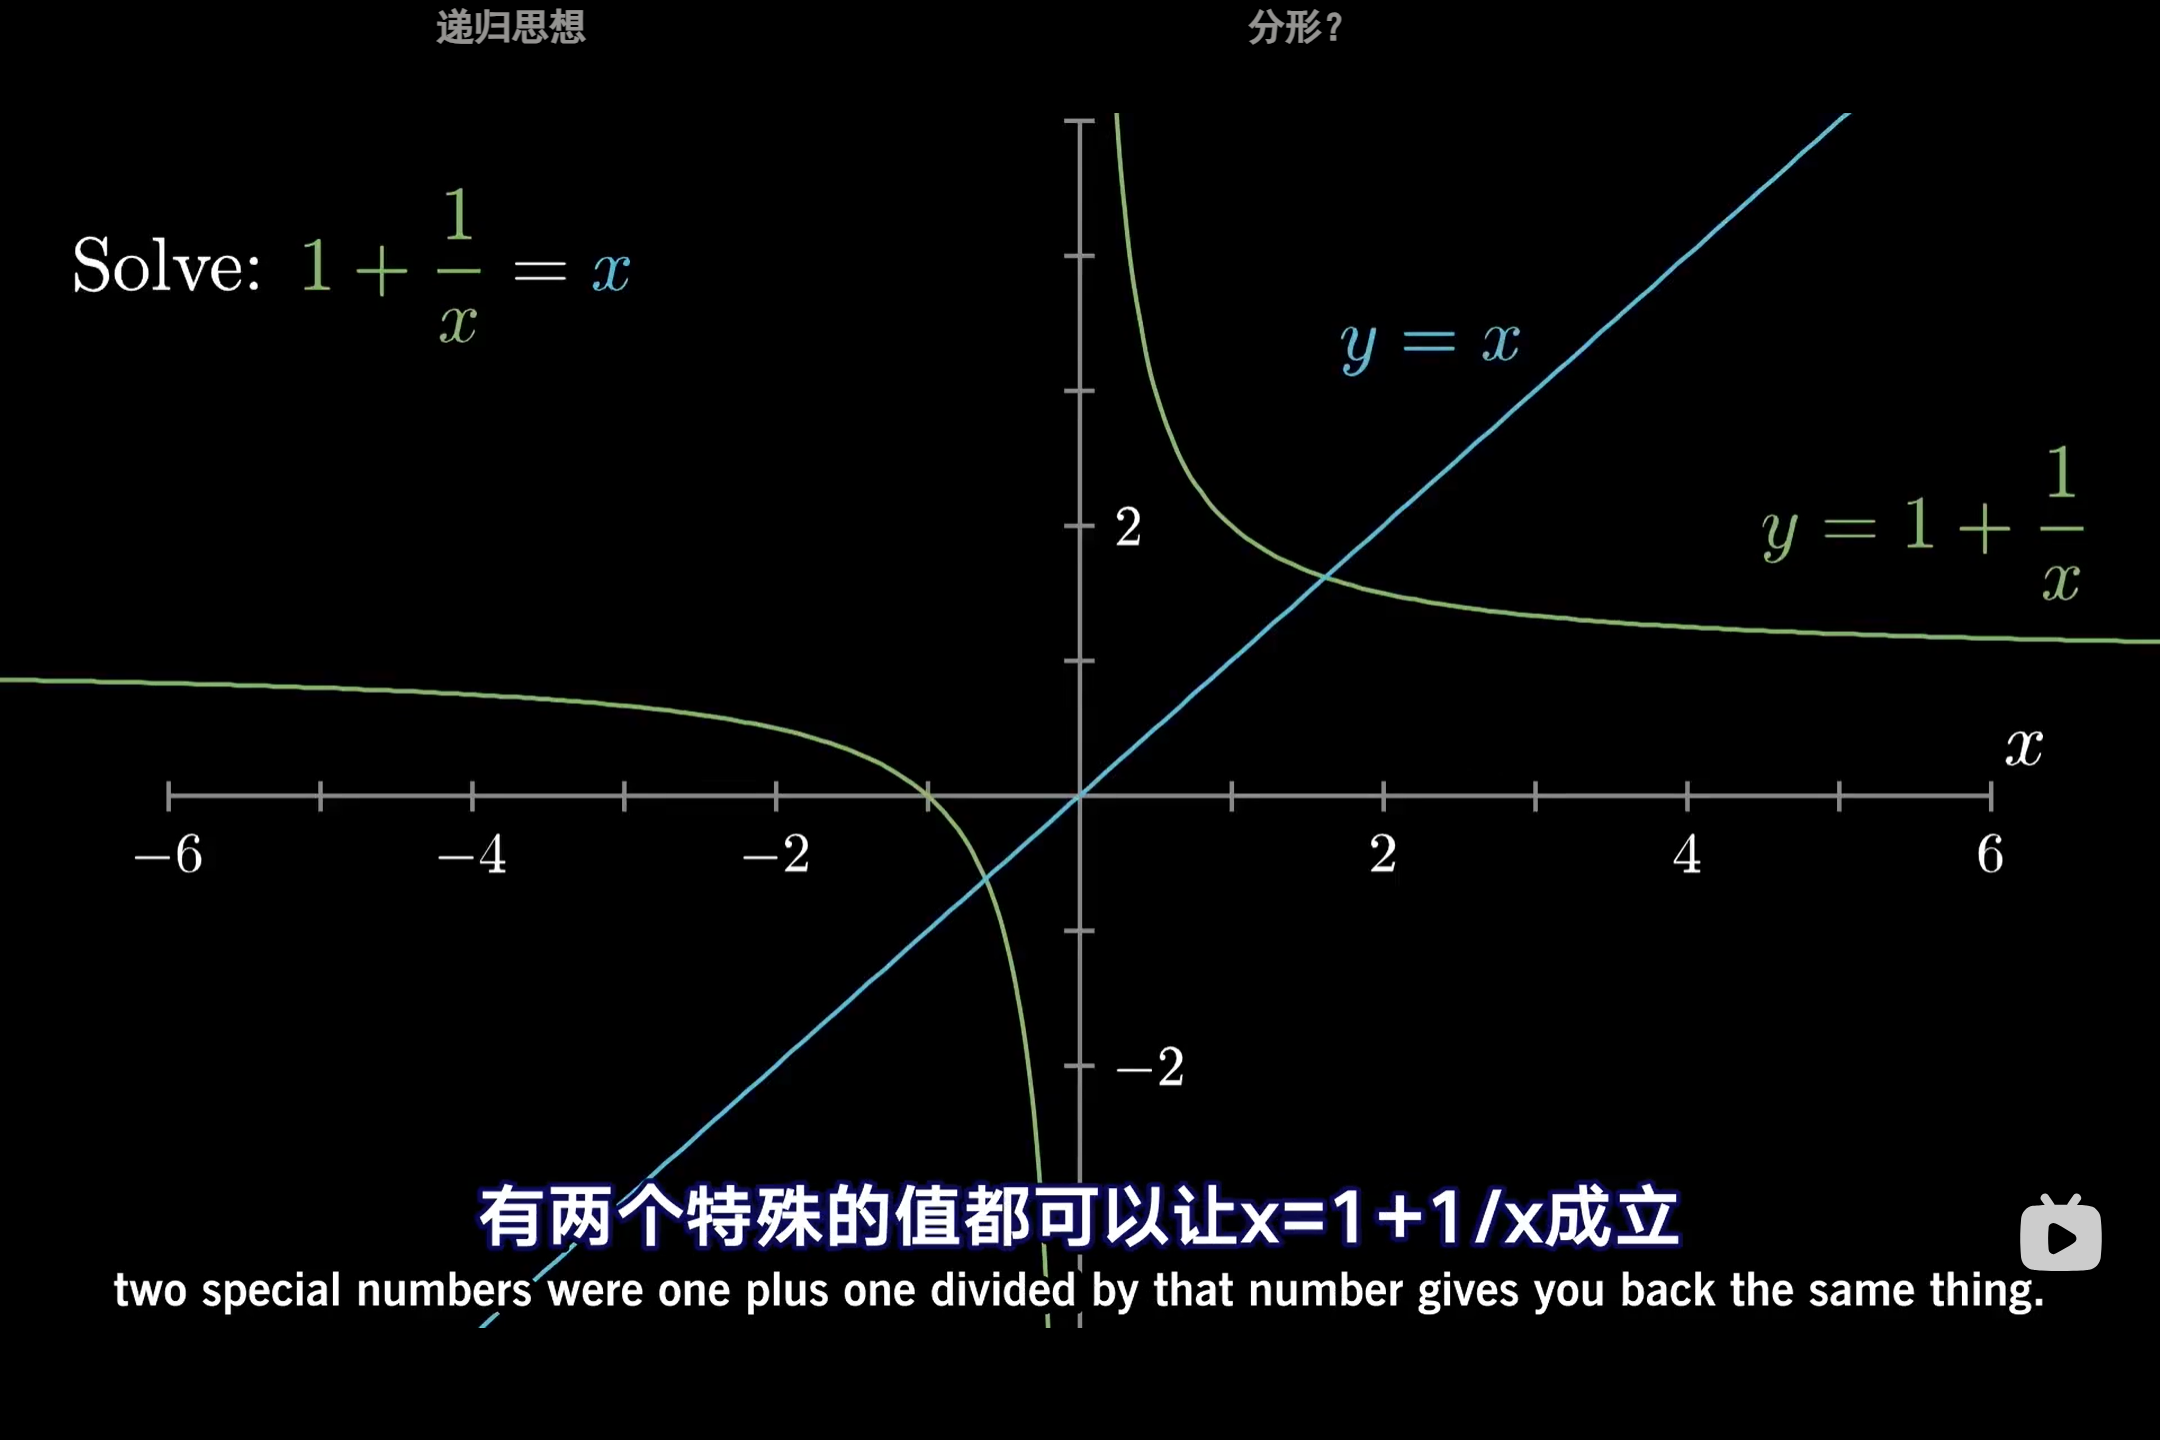 递归思想
分形？
Solve: 1 + 1/x = x
y = x
y = 1 + 1/x
2
x
−6 −4 −2 2 4 6
−2
有两个特殊的值都可以让x=1+1/x成立
two special numbers were one plus one divided by that number gives you back the same thing.